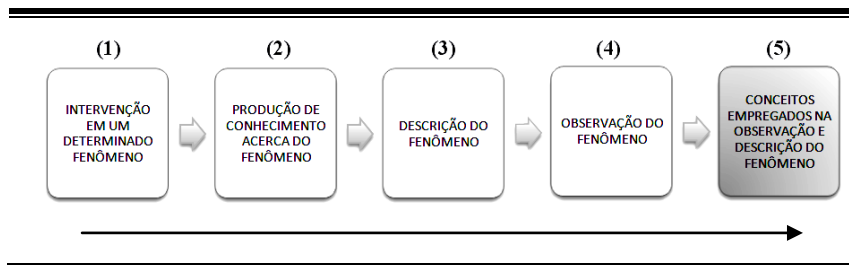 (1) (2) (3) (4) (5)
INTERVENÇÃO
EM UM
DETERMINADO
FENÔMENO
PRODUÇÃO DE
CONHECIMENTO
ACERCA DO
FENÔMENO
DESCRIÇÃO DO
FENÔMENO
OBSERVAÇÃO DO
FENÔMENO
CONCEITOS
EMPREGADOS NA
OBSERVAÇÃO E
DESCRIÇÃO DO
FENÔMENO